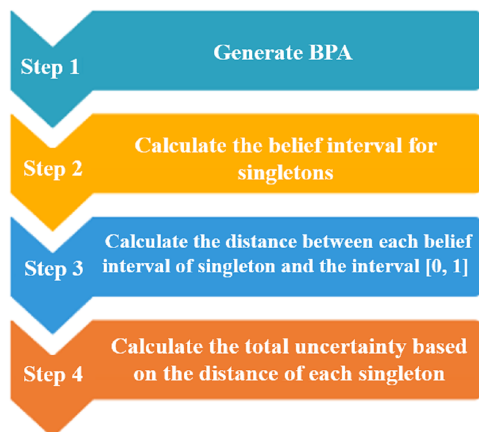 Step 1
Generate BPA
Step 2
Calculate the belief interval for
singletons
Step 3
Calculate the distance between each belief
interval of singleton and the interval [0, 1]
Step 4
Calculate the total uncertainty based
on the distance of each singleton